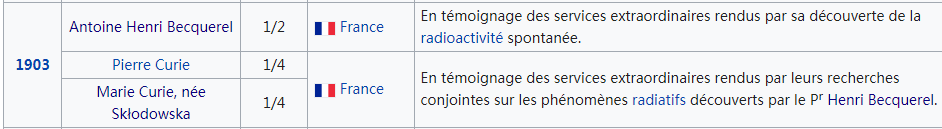 1903
Antoine Henri Becquerel
1/2
France
En témoignage des services extraordinaires rendus par sa découverte de la
radioactivité spontanée.
Pierre Curie
1/4
Marie Curie, née
Skłodowska
1/4
France
En témoignage des services extraordinaires rendus par leurs recherches
conjointes sur les phénomènes radiatifs découverts par le Pr Henri Becquerel.